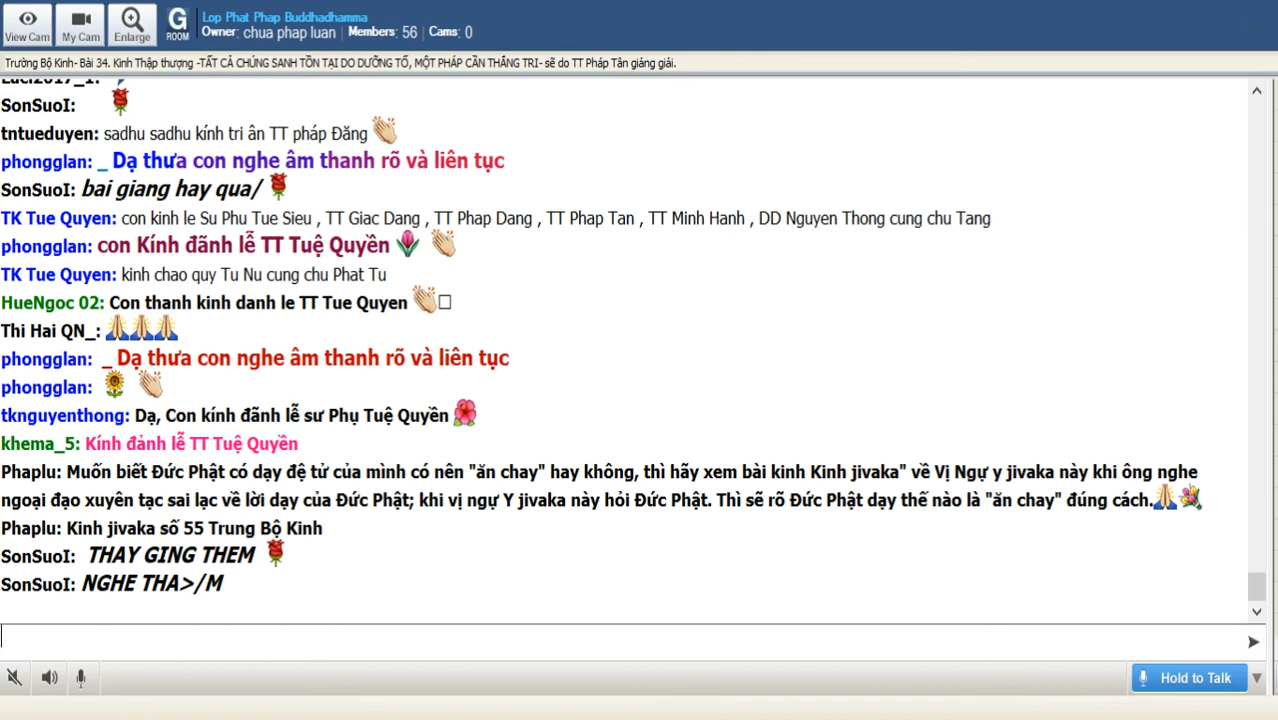 View Cam
My Cam
Enlarge
G
ROOM
Lop Phat Phap Buddhadhamma
Owner: chua phap luan | Members: 56 | Cams: 0
Trường Bộ Kinh- Bài 34. Kinh Thập thượng -TẤT CẢ CHÚNG SANH TỒN TẠI DO DƯỠNG TỐ, MỘT PHÁP CẦN THẮNG TRI- sẽ do TT Pháp Tân giảng giải.
SonSuoI:
tntueduyen: sadhu sadhu kính tri ân TT pháp Đăng
phongglan: _ Dạ thưa con nghe âm thanh rõ và liên tục
SonSuoI: bai giang hay qua/
TK Tue Quyen: con kinh le Su Phu Tue Sieu , TT Giac Dang , TT Phap Dang , TT Phap Tan , TT Minh Hanh , DD Nguyen Thong cung chu Tang
phongglan: con Kính đãnh lễ TT Tuệ Quyền
TK Tue Quyen: kinh chao quy Tu Nu cung chu Phat Tu
HueNgoc 02: Con thanh kinh danh le TT Tue Quyen
Thi Hai QN_:
phongglan: _ Dạ thưa con nghe âm thanh rõ và liên tục
phongglan:
tknguyenthong: Dạ, Con kính đãnh lễ sư Phụ Tuệ Quyền
khema_5: Kính đảnh lễ TT Tuệ Quyền
Phaplu: Muốn biết Đức Phật có dạy đệ tử của mình có nên "ăn chay" hay không, thì hãy xem bài kinh Kinh jivaka" về Vị Ngự y jivaka này khi ông nghe
ngoại đạo xuyên tạc sai lạc về lời dạy của Đức Phật; khi vị ngự Y jivaka này hỏi Đức Phật. Thì sẽ rõ Đức Phật dạy thế nào là "ăn chay" đúng cách.
Phaplu: Kinh jivaka số 55 Trung Bộ Kinh
SonSuoI: THAY GING THEM
SonSuoI: NGHE THA>/M
Hold to Talk